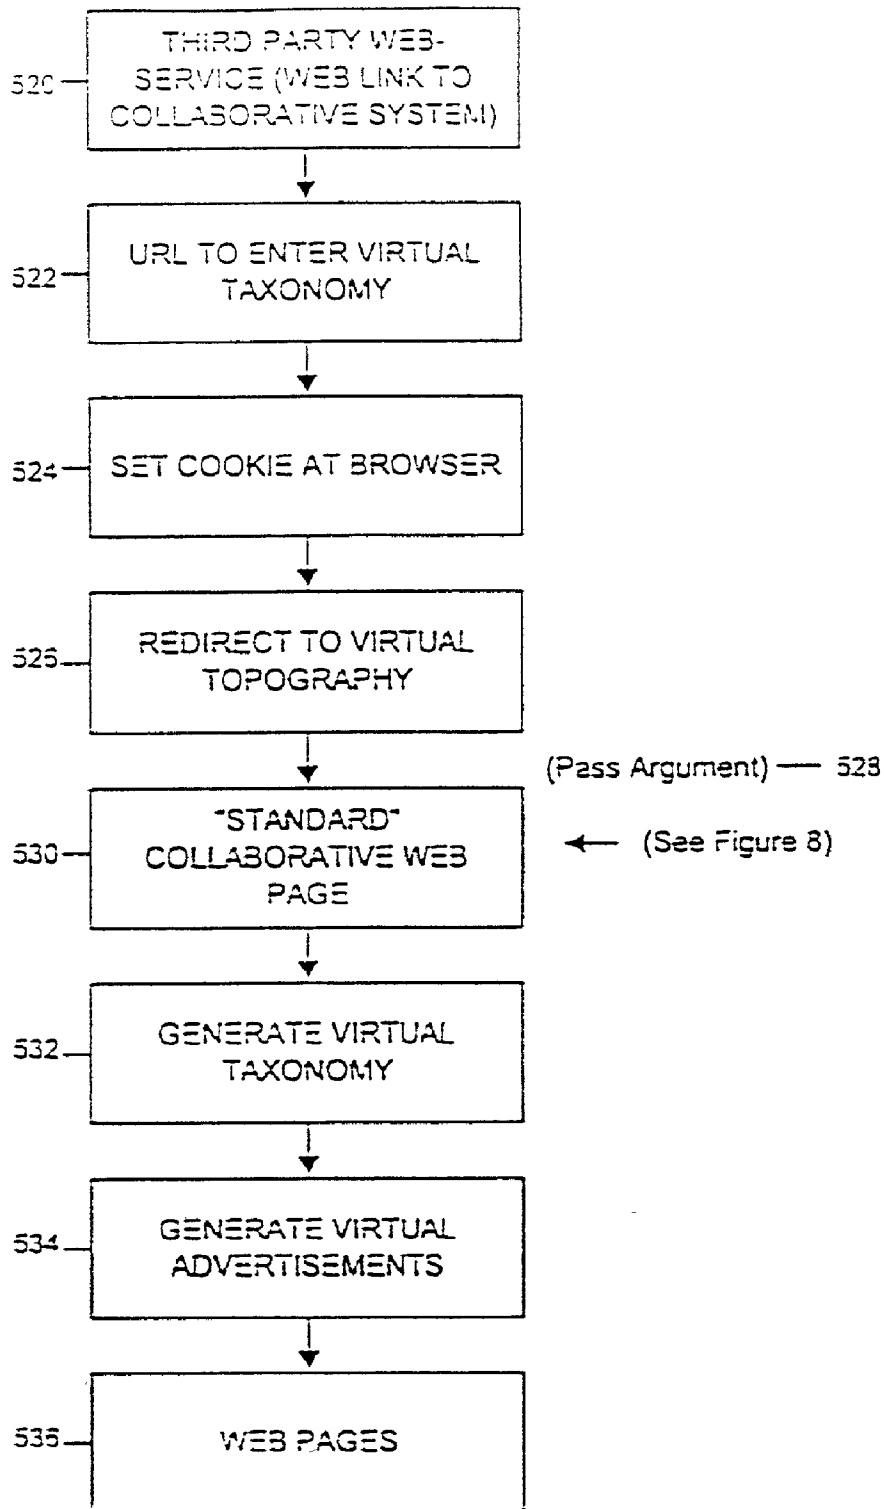 THIRD PARTY WEB-
520
SERVICE (WEB LINK TO
COLLABORATIVE SYSTEM)
URL TO ENTER VIRTUAL
522
TAXONOMY
524
SET COOKIE AT BROWSER
REDIRECT TO VIRTUAL
526
TOPOGRAPHY
(Pass Argument)
528
"STANDARD"
530
COLLABORATIVE WEB
PAGE
(See Figure 8)
GENERATE VIRTUAL
532
TAXONOMY
GENERATE VIRTUAL
534
ADVERTISEMENTS
536
WEB PAGES